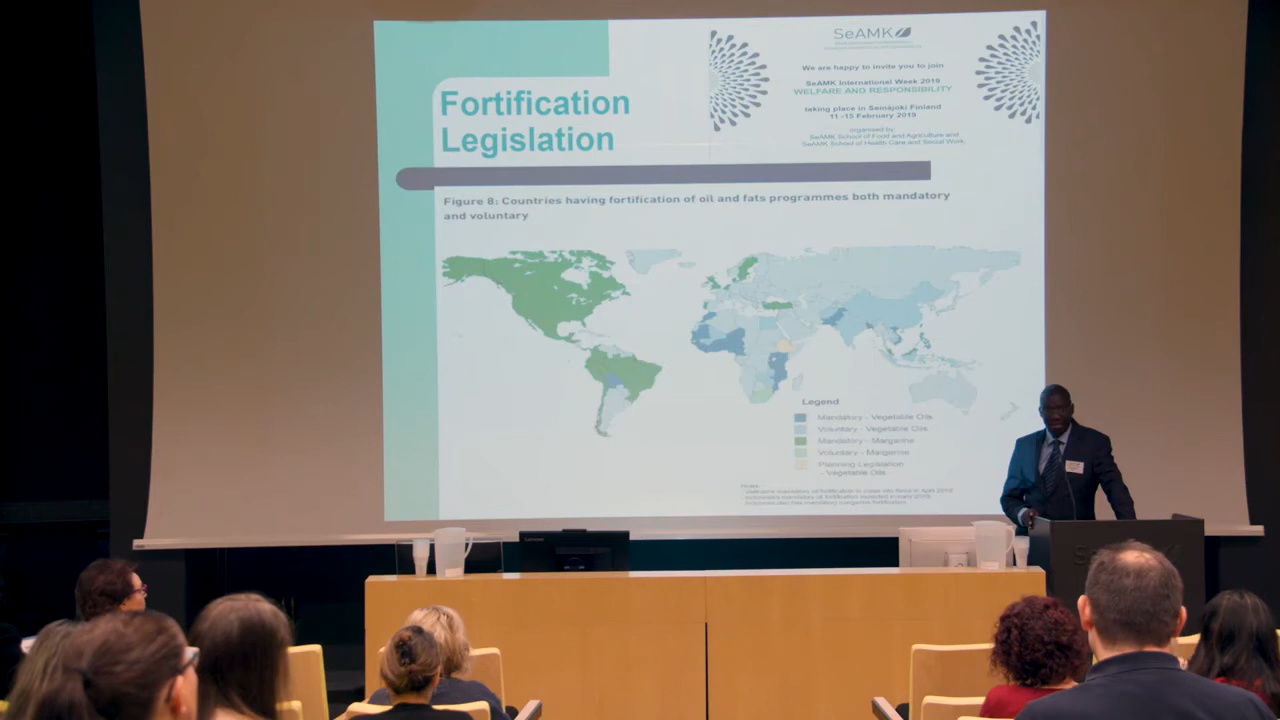 SeAMK
We are happy to invite you to join
SeAMK International Week 2019
WELFARE AND RESPONSIBILITY
taking place in Seinäjoki Finland
11 -15 February 2019
organised by
SeAMK School of Food and Agriculture and
SeAMK School of Health Care and Social Work
Fortification
Legislation
Figure 8: Countries having fortification of oil and fats programmes both mandatory
and voluntary
Legend
Mandatory - Vegetable Oils
Voluntary - Vegetable Oils
Mandatory - Margarine
Voluntary - Margarine
Planning Legislation
- Vegetable Oils
Notes:
Lenovo